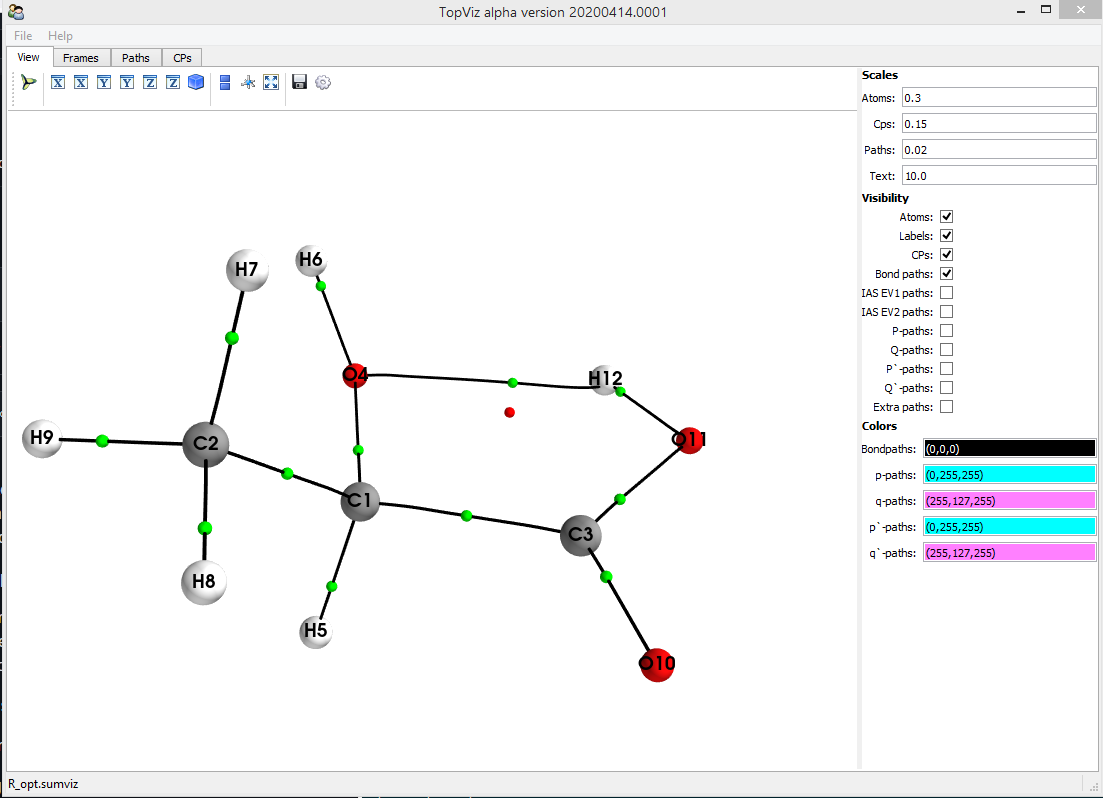 TopViz alpha version 20200414.0001
File Help
View Frames Paths CPs
X X Y Y Z Z
Scales
Atoms: 0.3
Cps: 0.15
Paths: 0.02
Text: 10.0
Visibility
Atoms:
Labels:
CPs:
Bond paths:
IAS EV1 paths:
IAS EV2 paths:
P-paths:
Q-paths:
P`-paths:
Q`-paths:
Extra paths:
Colors
Bondpaths: (0,0,0)
p-paths: (0,255,255)
q-paths: (255,127,255)
p`-paths: (0,255,255)
q`-paths: (255,127,255)
H7 H6
O4 H12
H9 C2 O11
C1
C3
H8
H5
O10
R_opt.sumviz